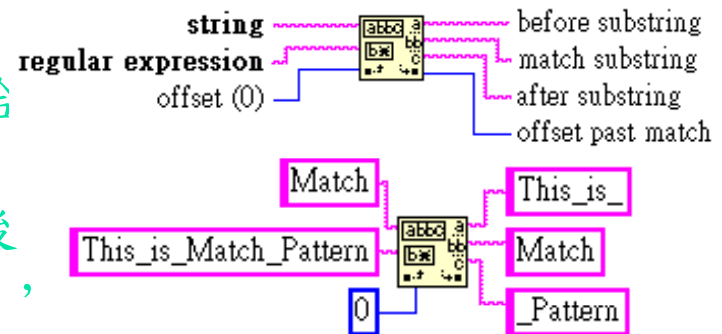 string
before substring
regular expression
match substring
offset (0)
after substring
offset past match
Match
This_is_
This_is_Match_Pattern
Match
，
0
_Pattern